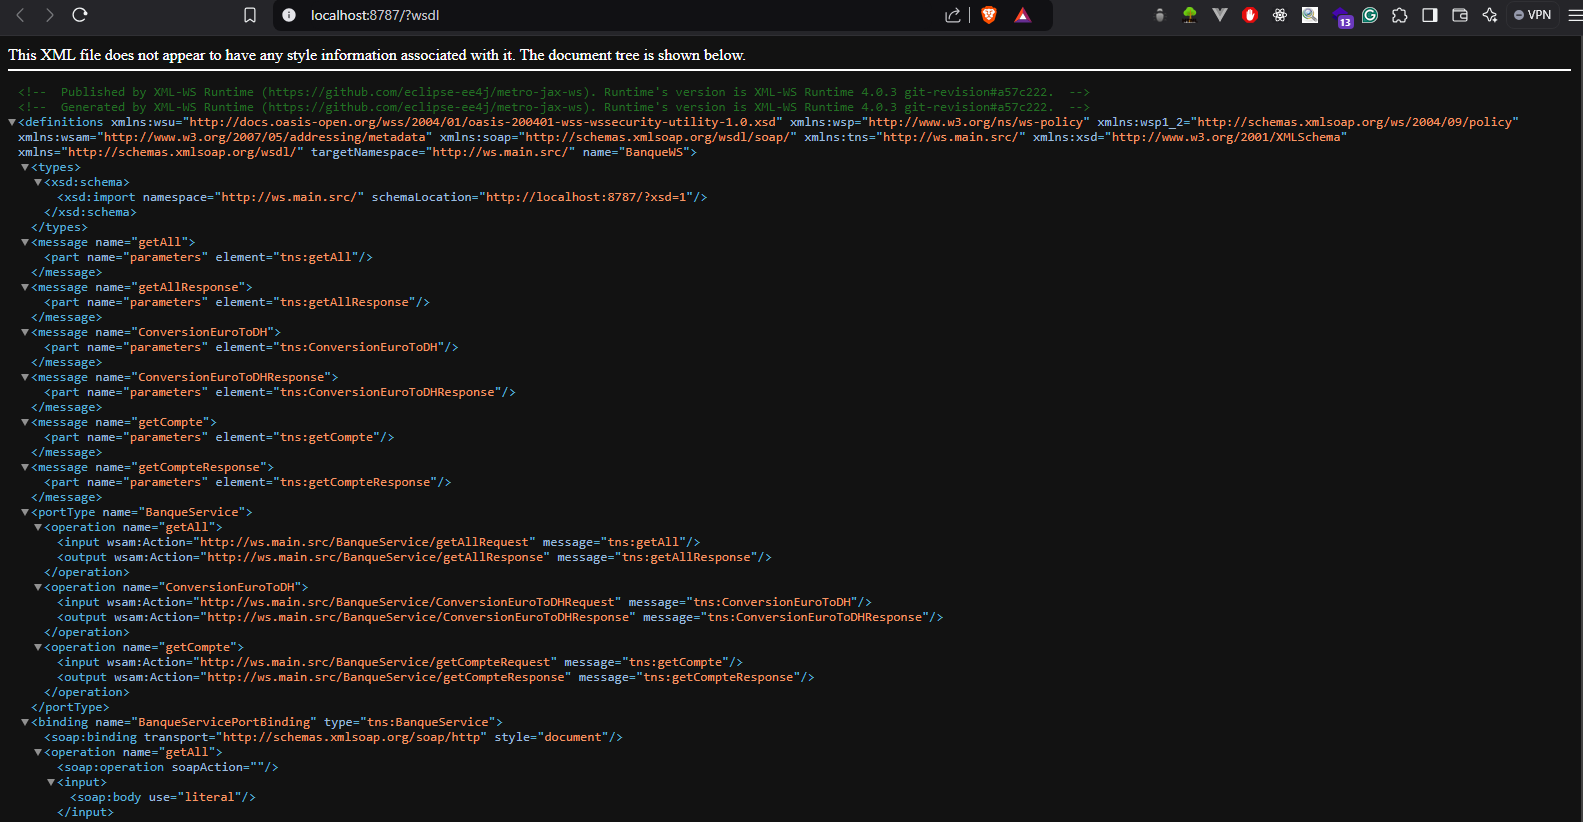 localhost:8787/?wsdl
13
VPN
This XML file does not appear to have any style information associated with it. The document tree is shown below.
<!-- Published by XML-WS Runtime (https://github.com/eclipse-ee4j/metro-jax-ws). Runtime's version is XML-WS Runtime 4.0.3 git-revision#a57c222. -->
<!-- Generated by XML-WS Runtime (https://github.com/eclipse-ee4j/metro-jax-ws). Runtime's version is XML-WS Runtime 4.0.3 git-revision#a57c222. -->
<definitions xmlns:wsu="http://docs.oasis-open.org/wss/2004/01/oasis-200401-wss-wssecurity-utility-1.0.xsd" xmlns:wsp="http://www.w3.org/ns/ws-policy" xmlns:wsp1_2="http://schemas.xmlsoap.org/ws/2004/09/policy"
xmlns:wsam="http://www.w3.org/2007/05/addressing/metadata" xmlns:soap="http://schemas.xmlsoap.org/wsdl/soap/" xmlns:tns="http://ws.main.src/" xmlns:xsd="http://www.w3.org/2001/XMLSchema"
xmlns="http://schemas.xmlsoap.org/wsdl/" targetNamespace="http://ws.main.src/" name="BanqueWS">
<types>
<xsd:schema>
<xsd:import namespace="http://ws.main.src/" schemaLocation="http://localhost:8787/?xsd=1"/>
</xsd:schema>
</types>
<message name="getAll">
<part name="parameters" element="tns:getAll"/>
</message>
<message name="getAllResponse">
<part name="parameters" element="tns:getAllResponse"/>
</message>
<message name="ConversionEuroToDH">
<part name="parameters" element="tns:ConversionEuroToDH"/>
</message>
<message name="ConversionEuroToDHResponse">
<part name="parameters" element="tns:ConversionEuroToDHResponse"/>
</message>
<message name="getCompte">
<part name="parameters" element="tns:getCompte"/>
</message>
<message name="getCompteResponse">
<part name="parameters" element="tns:getCompteResponse"/>
</message>
<portType name="BanqueService">
<operation name="getAll">
<input wsam:Action="http://ws.main.src/BanqueService/getAllRequest" message="tns:getAll"/>
<output wsam:Action="http://ws.main.src/BanqueService/getAllResponse" message="tns:getAllResponse"/>
</operation>
<operation name="ConversionEuroToDH">
<input wsam:Action="http://ws.main.src/BanqueService/ConversionEuroToDHRequest" message="tns:ConversionEuroToDH"/>
<output wsam:Action="http://ws.main.src/BanqueService/ConversionEuroToDHResponse" message="tns:ConversionEuroToDHResponse"/>
</operation>
<operation name="getCompte">
<input wsam:Action="http://ws.main.src/BanqueService/getCompteRequest" message="tns:getCompte"/>
<output wsam:Action="http://ws.main.src/BanqueService/getCompteResponse" message="tns:getCompteResponse"/>
</operation>
</portType>
<binding name="BanqueServicePortBinding" type="tns:BanqueService">
<soap:binding transport="http://schemas.xmlsoap.org/soap/http" style="document"/>
<operation name="getAll">
<soap:operation soapAction=""/>
<input>
<soap:body use="literal"/>
</input>